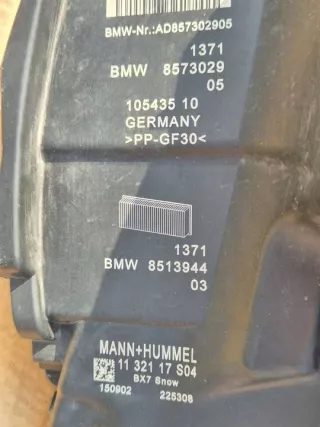 BMW-Nr.:AD857302905
1371
BMW 8573029
05
105435 10
GERMANY
>PP-GF30<
1371
BMW 8513944
03
MANN+HUMMEL
11 321 17 S04
BX7 Snow
150902 225308